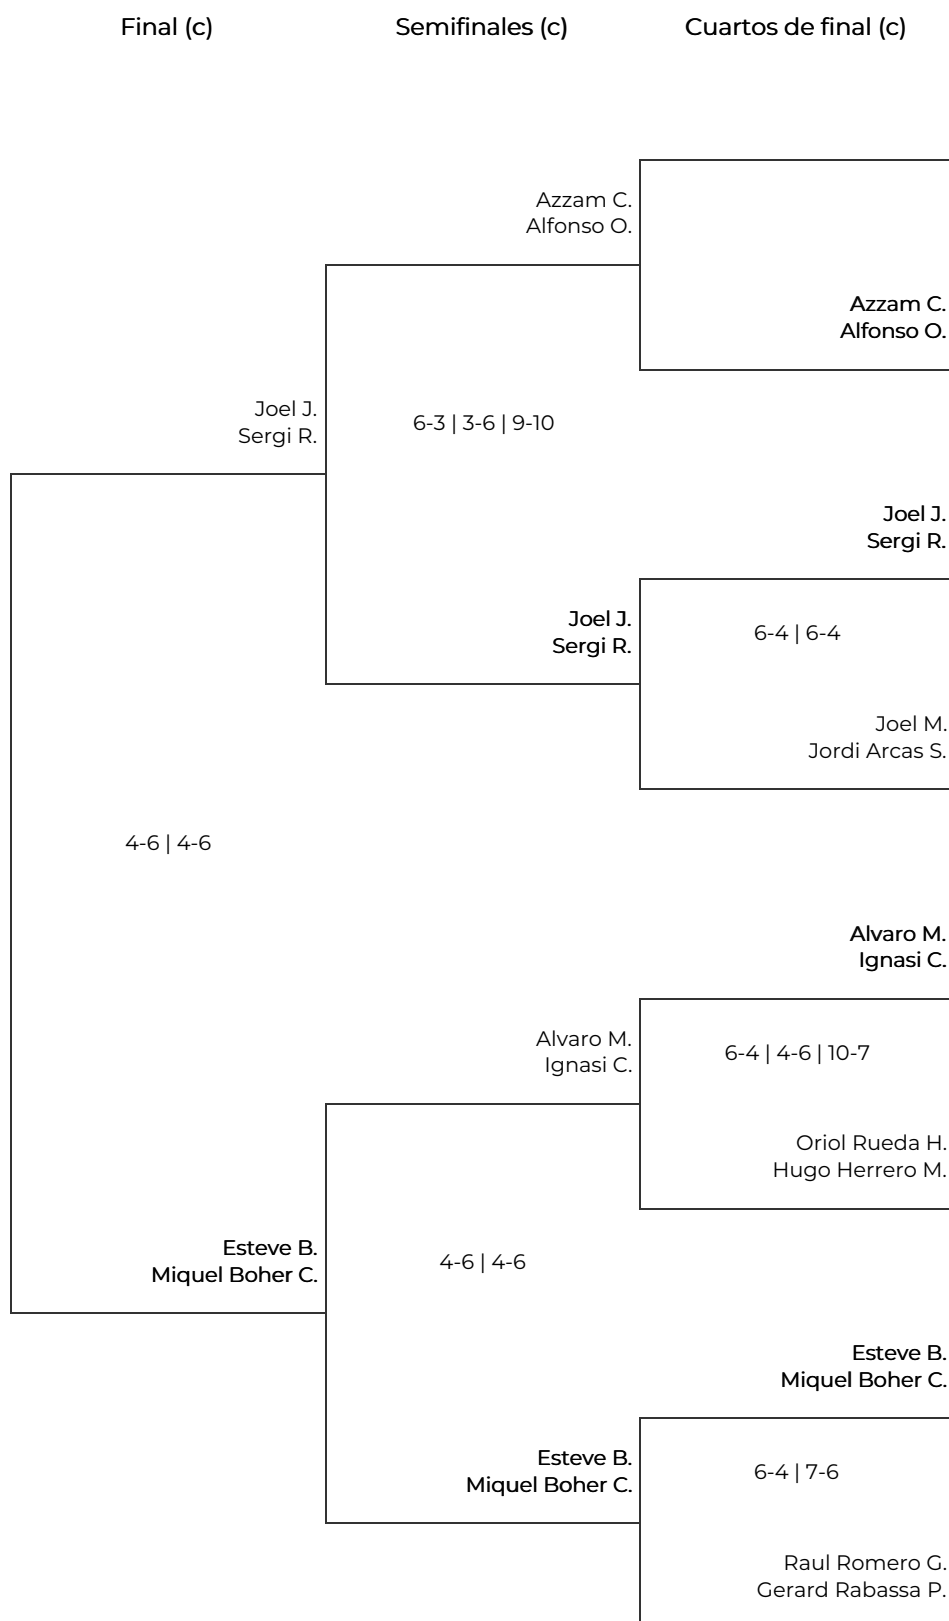 Final (c)
Semifinales (c)
Cuartos de final (c)
Azzam C.
Alfonso O.
Azzam C.
Alfonso O.
Joel J.
Sergi R.
6-3 | 3-6 | 9-10
Joel J.
Sergi R.
Joel J.
Sergi R.
6-4 | 6-4
Joel M.
Jordi Arcas S.
4-6 | 4-6
Alvaro M.
Ignasi C.
Alvaro M.
Ignasi C.
6-4 | 4-6 | 10-7
Oriol Rueda H.
Hugo Herrero M.
Esteve B.
Miquel Boher C.
4-6 | 4-6
Esteve B.
Miquel Boher C.
Esteve B.
Miquel Boher C.
6-4 | 7-6
Raul Romero G.
Gerard Rabassa P.